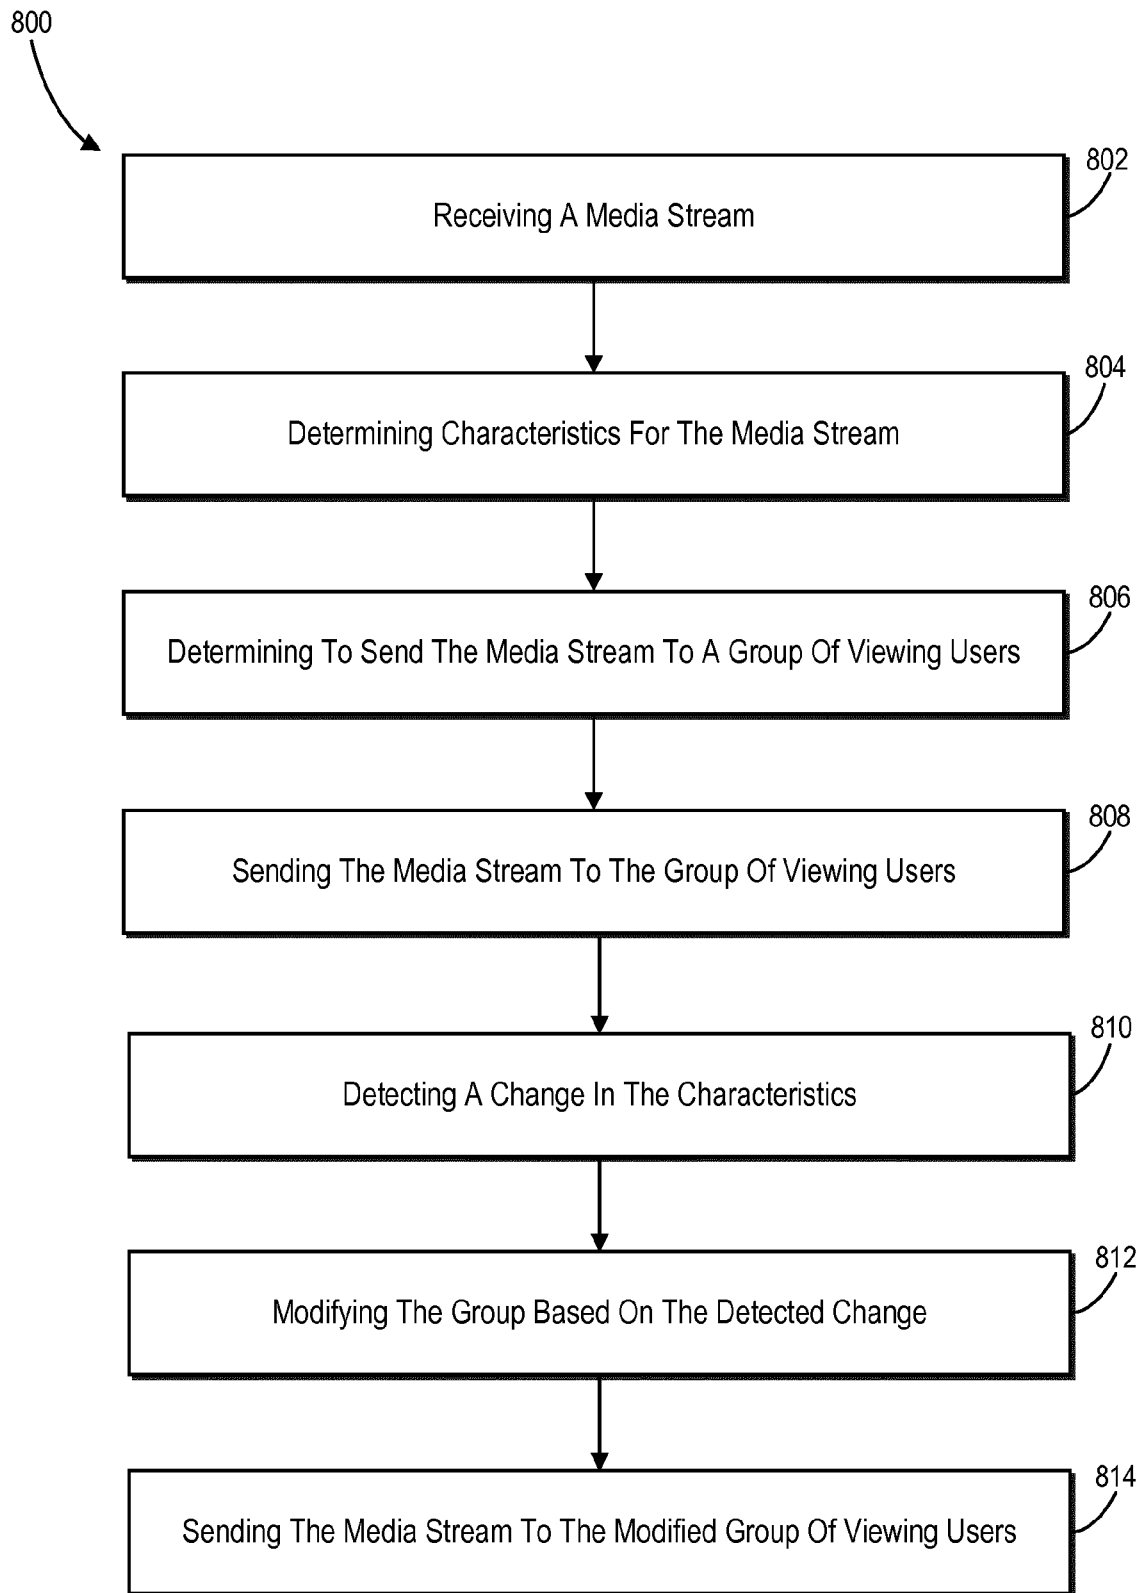 800
802
Receiving A Media Stream
804
Determining Characteristics For The Media Stream
806
Determining To Send The Media Stream To A Group Of Viewing Users
808
Sending The Media Stream To The Group Of Viewing Users
810
Detecting A Change In The Characteristics
812
Modifying The Group Based On The Detected Change
814
Sending The Media Stream To The Modified Group Of Viewing Users